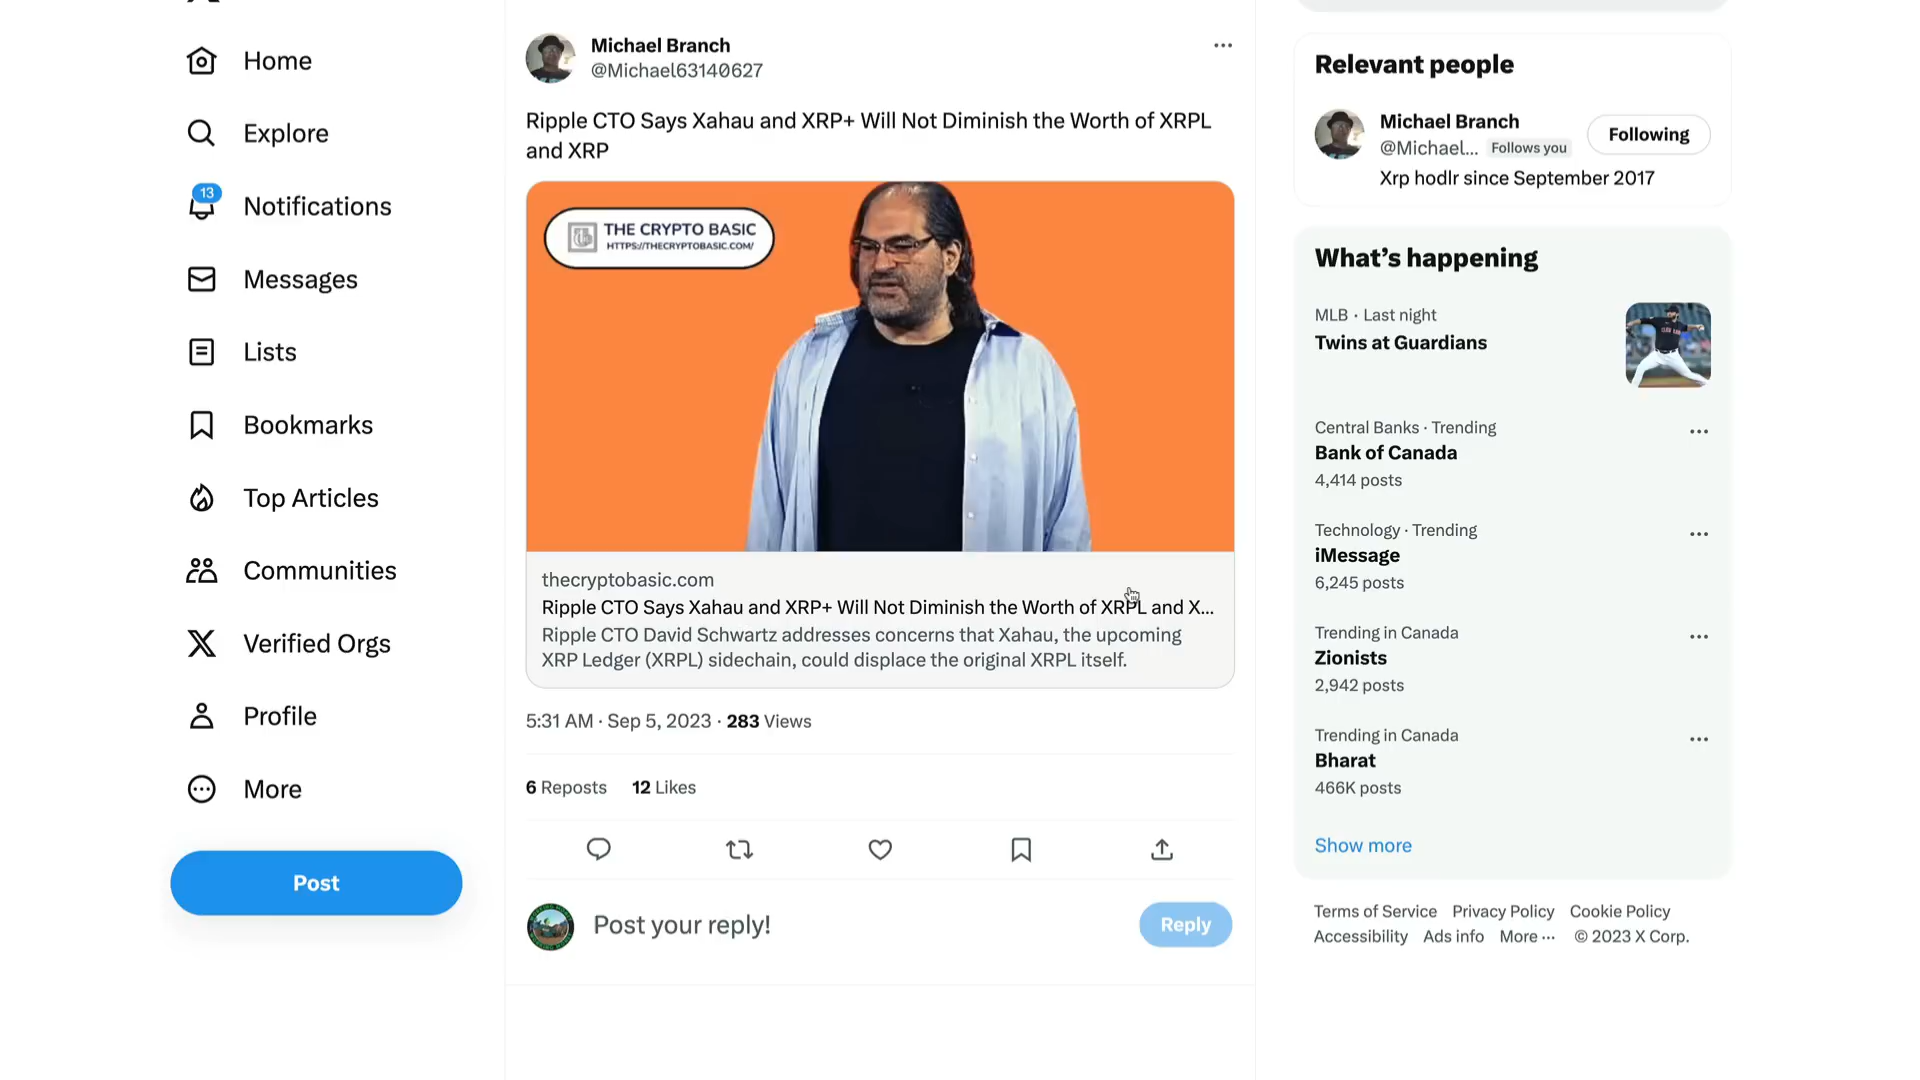 Home
Explore
13
Notifications
Messages
Lists
Bookmarks
Top Articles
Communities
Verified Orgs
Profile
More
Post
Michael Branch
@Michael63140627
Ripple CTO Says Xahau and XRP+ Will Not Diminish the Worth of XRPL
and XRP
THE CRYPTO BASIC
HTTPS://THECRYPTOBASIC.COM/
thecryptobasic.com
Ripple CTO Says Xahau and XRP+ Will Not Diminish the Worth of XRPL and X...
Ripple CTO David Schwartz addresses concerns that Xahau, the upcoming
XRP Ledger (XRPL) sidechain, could displace the original XRPL itself.
5:31 AM · Sep 5, 2023 · 283 Views
6 Reposts 12 Likes
Post your reply!
Reply
Relevant people
Michael Branch
@Michael... Follows you
Following
Xrp hodlr since September 2017
What's happening
MLB · Last night
Twins at Guardians
Central Banks · Trending
Bank of Canada
4,414 posts
Technology · Trending
iMessage
6,245 posts
Trending in Canada
Zionists
2,942 posts
Trending in Canada
Bharat
466K posts
Show more
Terms of Service Privacy Policy Cookie Policy
Accessibility Ads info More ··· © 2023 X Corp.